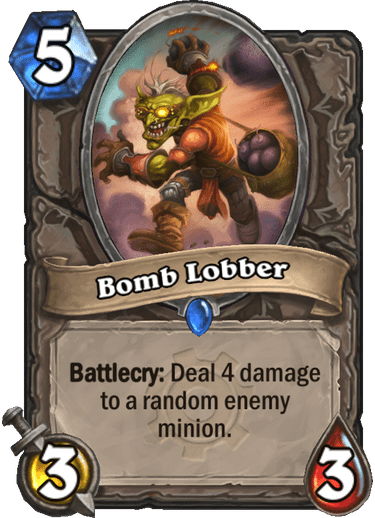 5
Bomb Lobber
Battlecry: Deal 4 damage
to a random enemy
minion.
3
3